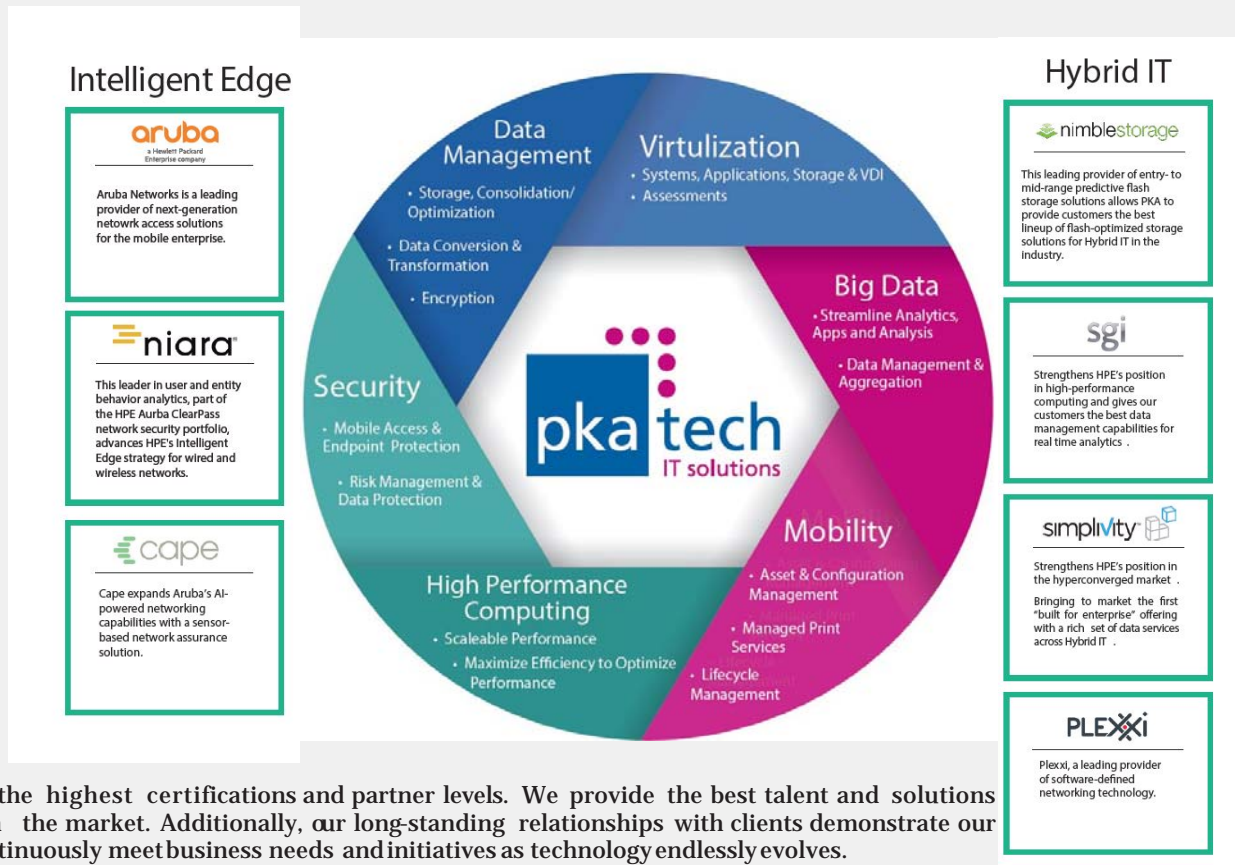 Intelligent Edge
aruba
a Hewlett Packard
Enterprise company
Aruba Networks is a leading
provider of next-generation
netowrk access solutions
for the mobile enterprise.
niara
This leader in user and entity
behavior analytics, part of
the HPE Aurba ClearPass
network security portfolio,
advances HPE's Intelligent
Edge strategy for wired and
wireless networks.
cape
Cape expands Aruba's AI-
powered networking
capabilities with a sensor-
based network assurance
solution.
Data
Management
• Storage, Consolidation/
Optimization
• Data Conversion &
Transformation
• Encryption
Virtulization
• Systems, Applications, Storage & VDI
• Assessments
Big Data
• Streamline Analytics,
Apps and Analysis
• Data Management &
Aggregation
Security
• Mobile Access &
Endpoint Protection
• Risk Management &
Data Protection
pka tech
IT solutions
Mobility
• Asset & Configuration
Management
• Managed Print
Services
• Lifecycle
Management
High Performance
Computing
• Scaleable Performance
• Maximize Efficiency to Optimize
Performance
Hybrid IT
nimblestorage
This leading provider of entry- to
mid-range predictive flash
storage solutions allows PKA to
provide customers the best
lineup of flash-optimized storage
solutions for Hybrid IT in the
industry.
sgi
Strengthens HPE's position
in high-performance
computing and gives our
customers the best data
management capabilities for
real time analytics .
simplivity
Strengthens HPE's position in
the hyperconverged market .
Bringing to market the first
"built for enterprise" offering
with a rich set of data services
across Hybrid IT .
PLEXXi
Plexxi, a leading provider
of software-defined
networking technology.
the highest certifications and partner levels. We provide the best talent and solutions
the market. Additionally, our long-standing relationships with clients demonstrate our
tinuously meet business needs and initiatives as technology endlessly evolves.